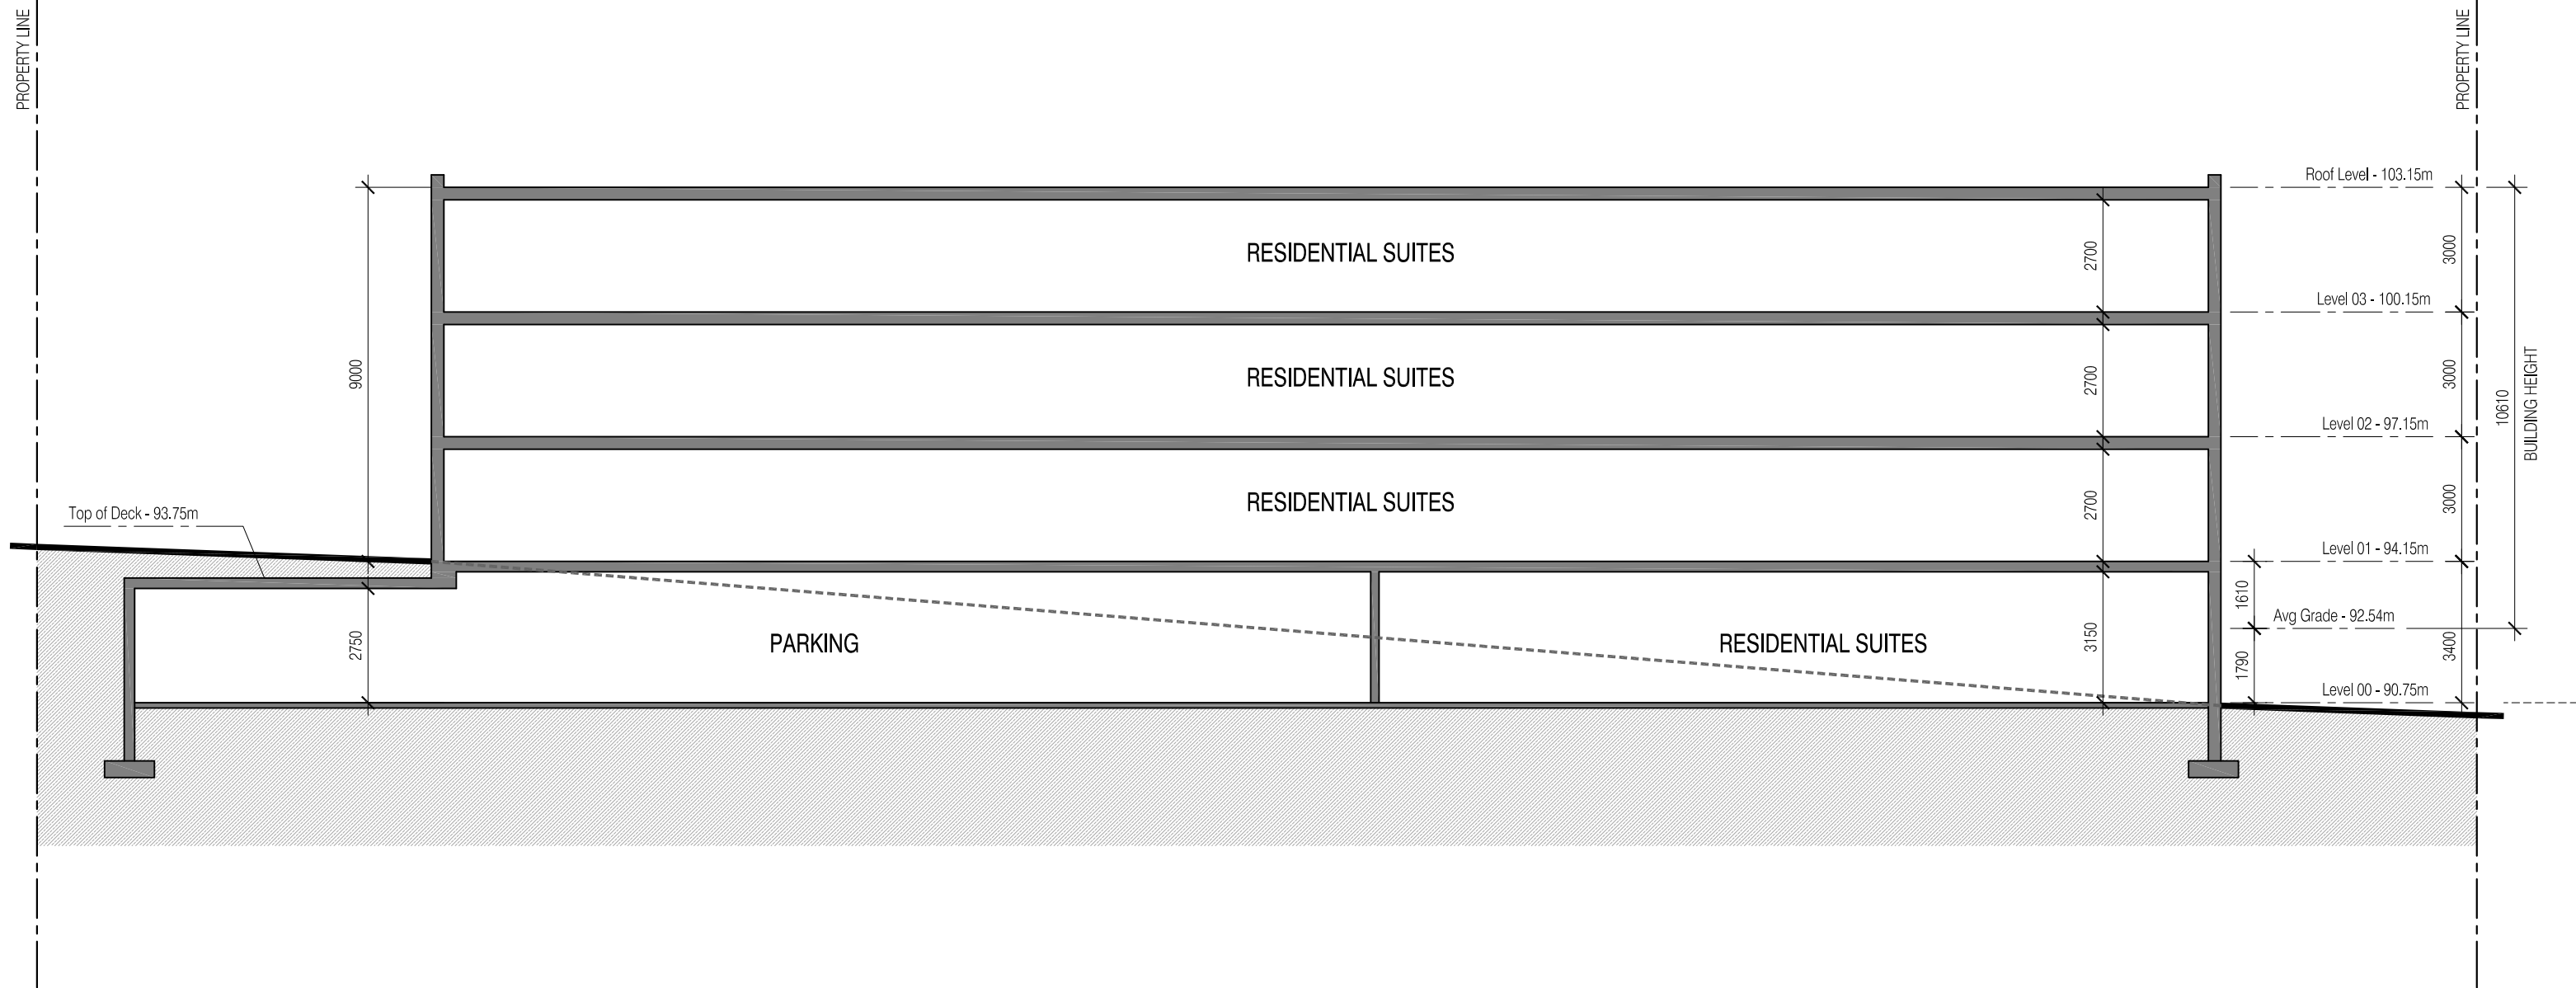 PROPERTY LINE
PROPERTY LINE
Roof Level - 103.15m
RESIDENTIAL SUITES
2700
3000
Level 03 - 100.15m
9000
RESIDENTIAL SUITES
2700
3000
10610
BUILDING HEIGHT
Level 02 - 97.15m
Top of Deck - 93.75m
RESIDENTIAL SUITES
2700
3000
Level 01 - 94.15m
1610
Avg Grade - 92.54m
2750
PARKING
RESIDENTIAL SUITES
3150
1790
3400
Level 00 - 90.75m